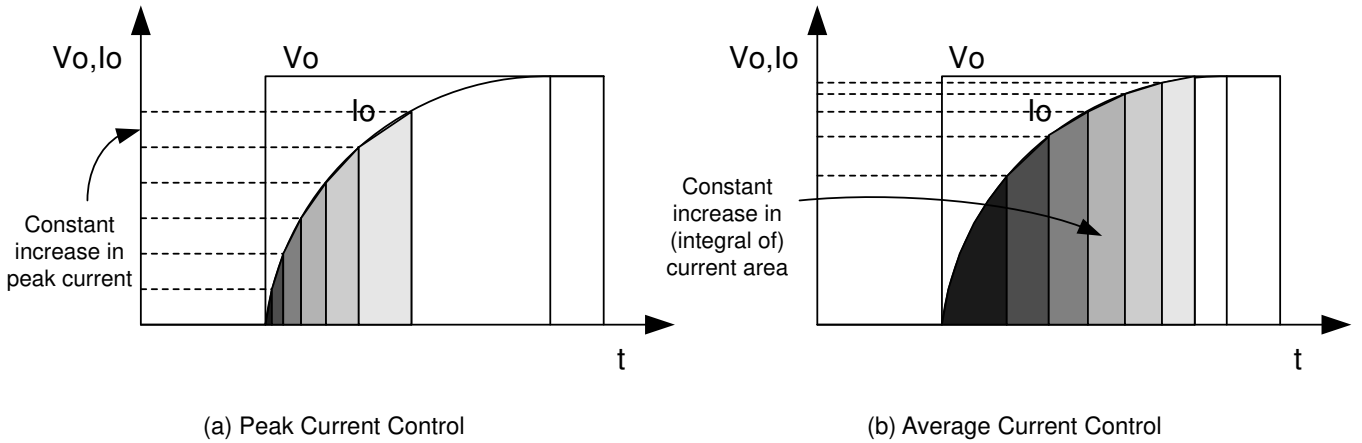 Vo,Io
Vo
Io
Constant
increase in
peak current
t
(a) Peak Current Control
Vo,Io
Vo
Io
Constant
increase in
(integral of)
current area
t
(b) Average Current Control